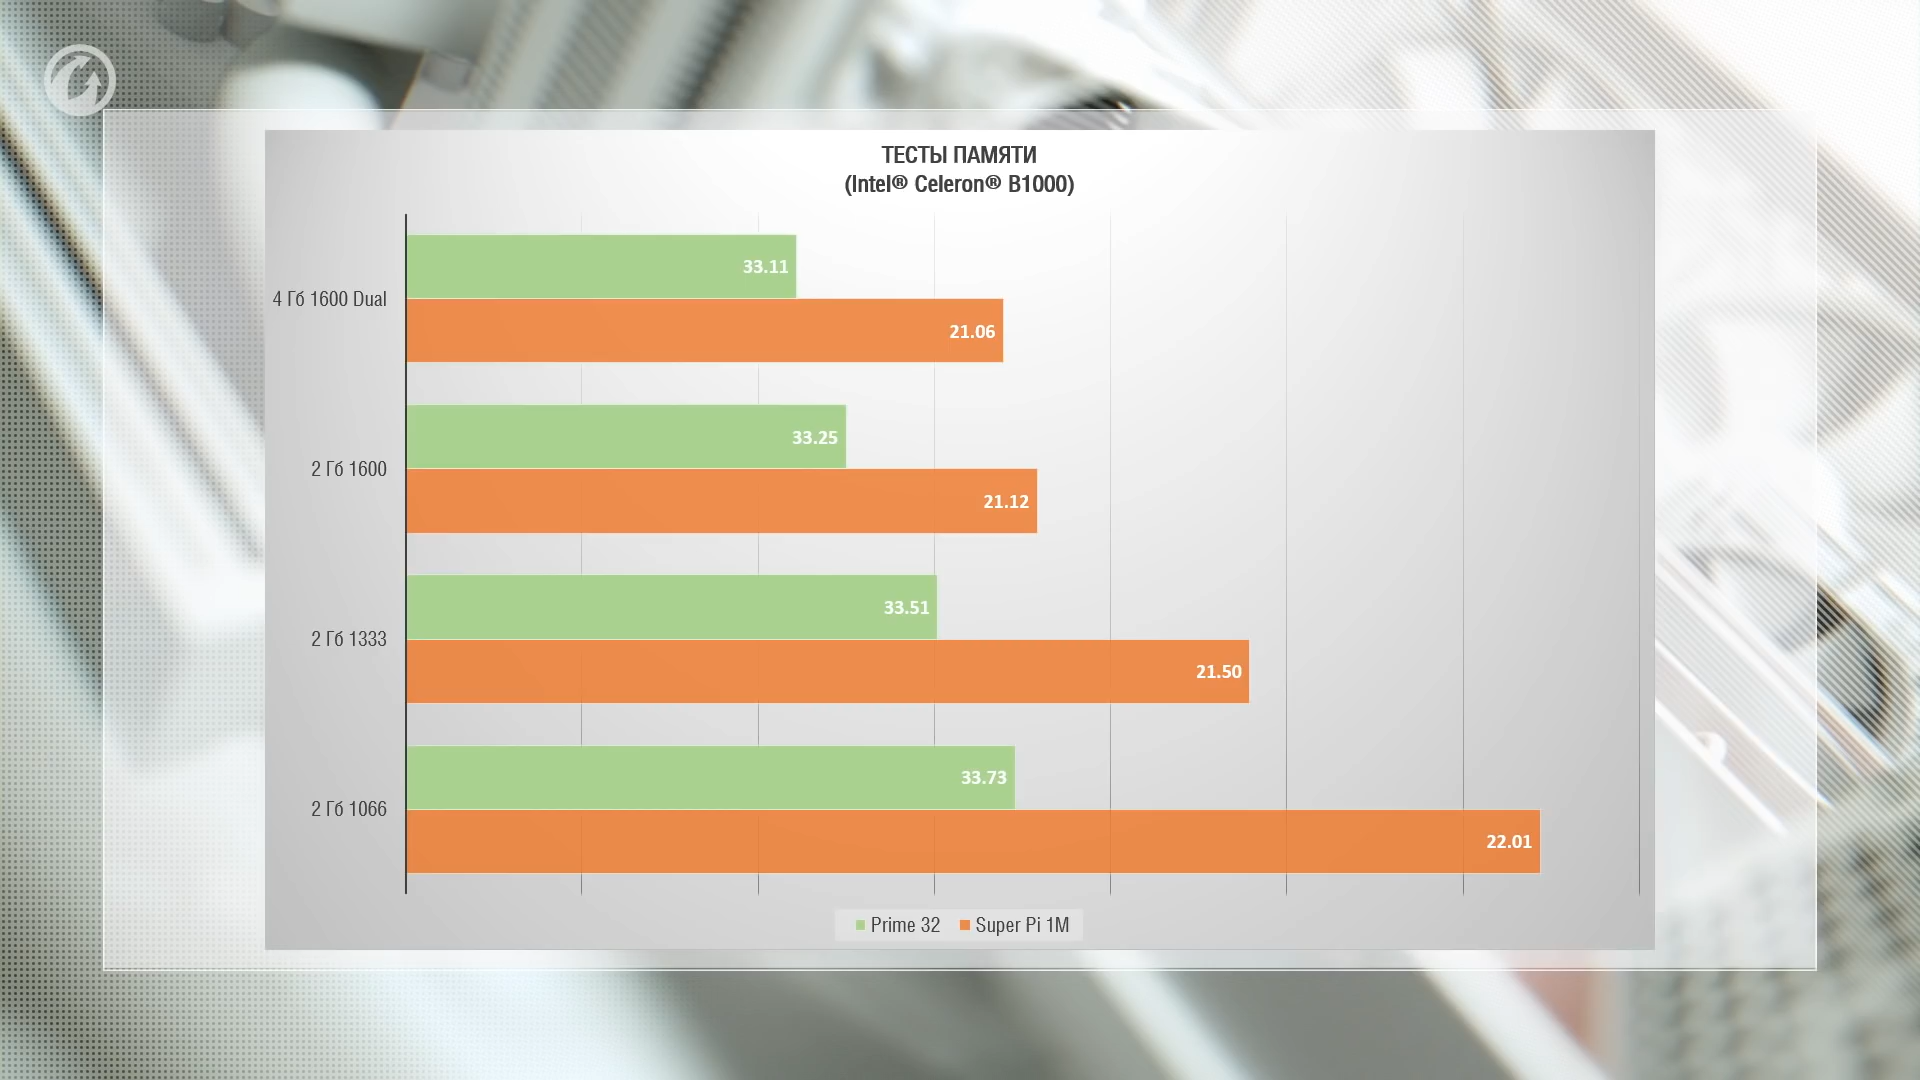 ТЕСТЫ ПАМЯТИ
(Intel® Celeron® B1000)
4 Гб 1600 Dual
33.11
21.06
2 Гб 1600
33.25
21.12
2 Гб 1333
33.51
21.50
2 Гб 1066
33.73
22.01
Prime 32
Super Pi 1M